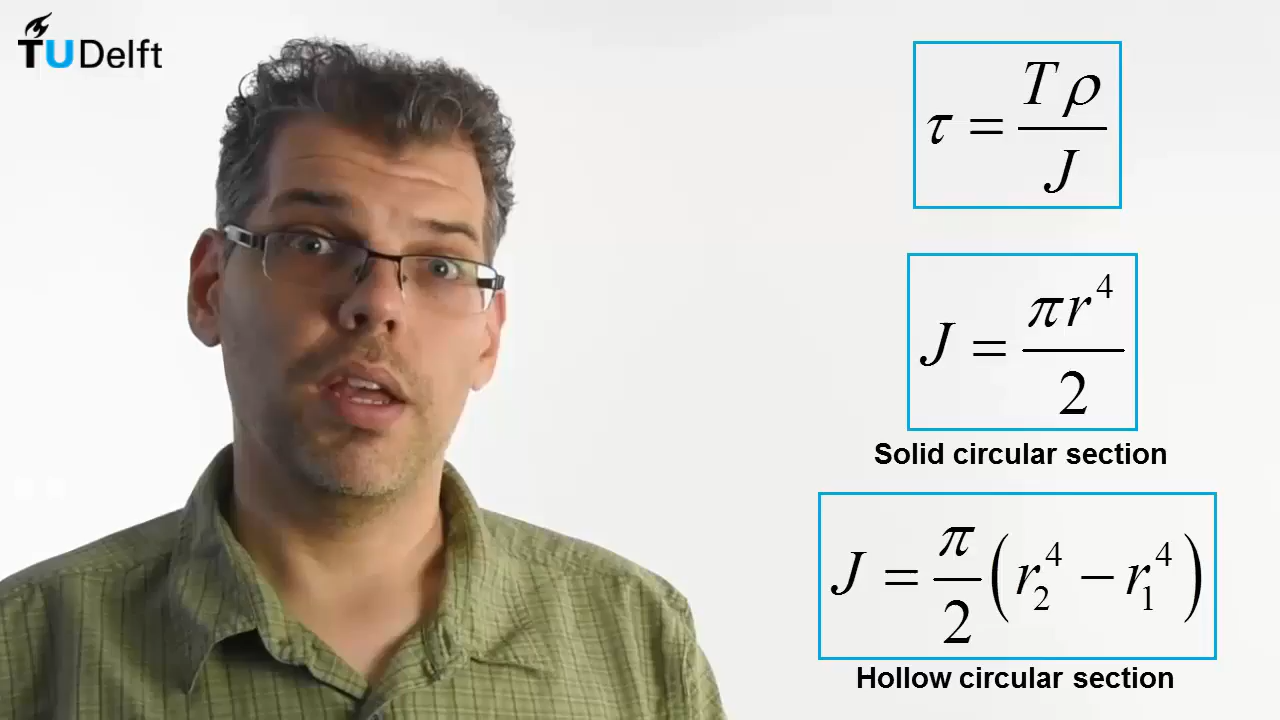 TUDelft
τ = Tρ / J
J = πr⁴ / 2
Solid circular section
J = π/2 (r₂⁴ − r₁⁴)
Hollow circular section